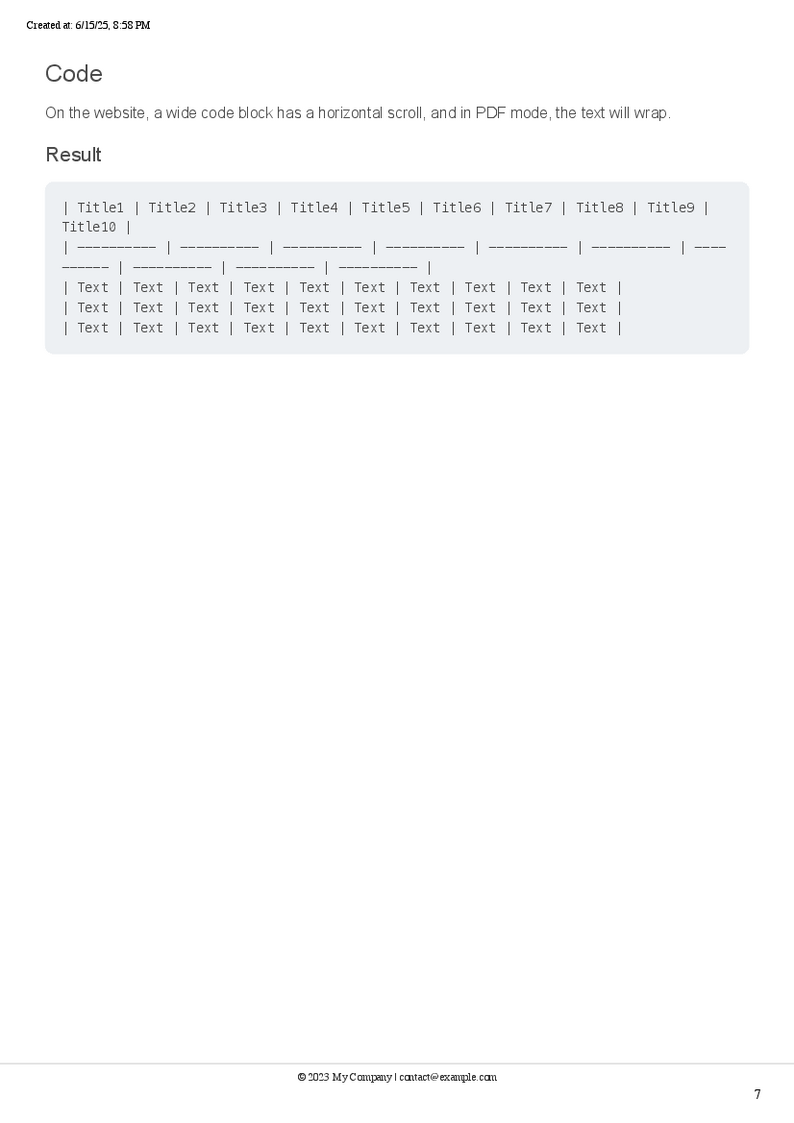 Created at: 6/15/25, 8:58 PM
Code
On the website, a wide code block has a horizontal scroll, and in PDF mode, the text will wrap.
Result
| Title1 | Title2 | Title3 | Title4 | Title5 | Title6 | Title7 | Title8 | Title9 |
Title10 |
| ---------- | ---------- | ---------- | ---------- | ---------- | ---------- | ----
------ | ---------- | ---------- | ---------- |
| Text | Text | Text | Text | Text | Text | Text | Text | Text | Text |
| Text | Text | Text | Text | Text | Text | Text | Text | Text | Text |
| Text | Text | Text | Text | Text | Text | Text | Text | Text | Text |
© 2023 My Company | contact@example.com
7